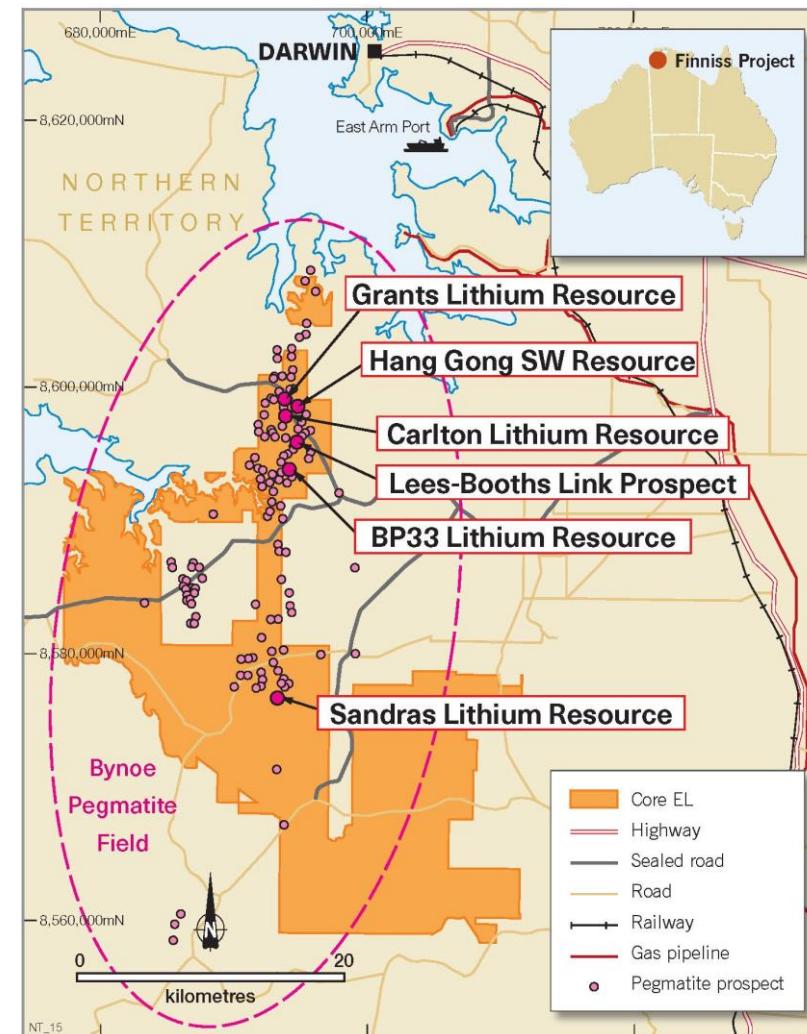 680,000mE
700,000mE
DARWIN
Finniss Project
8,620,000mN
East Arm Port
NORTHERN
TERRITORY
Grants Lithium Resource
Hang Gong SW Resource
8,600,000mN
Carlton Lithium Resource
Lees-Booths Link Prospect
BP33 Lithium Resource
8,580,000mN
Sandras Lithium Resource
Bynoe
Pegmatite
Field
Core EL
Highway
Sealed road
Road
Railway
Gas pipeline
Pegmatite prospect
8,560,000mN
N
0
20
kilometres
NT_15